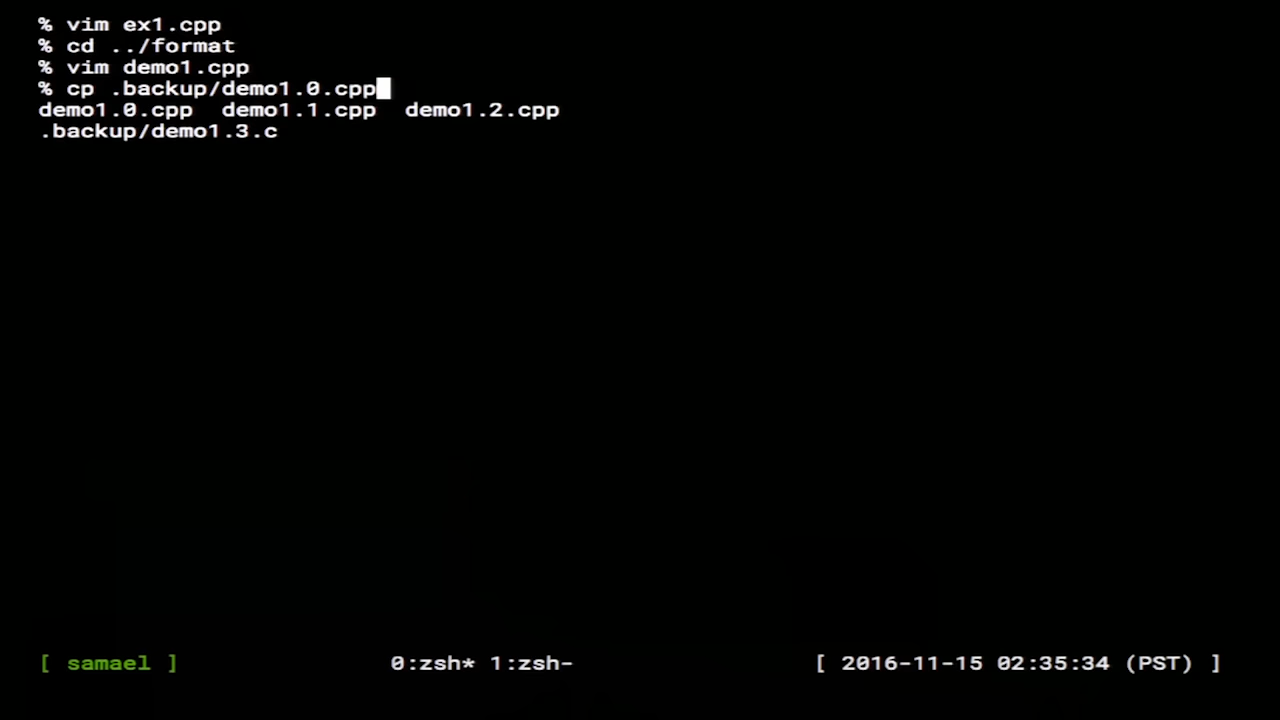 % vim ex1.cpp
% cd ../format
% vim demo1.cpp
% cp .backup/demo1.0.cpp
demo1.0.cpp  demo1.1.cpp  demo1.2.cpp
.backup/demo1.3.c
[ samael ] 0:zsh* 1:zsh- [ 2016-11-15 02:35:34 (PST) ]